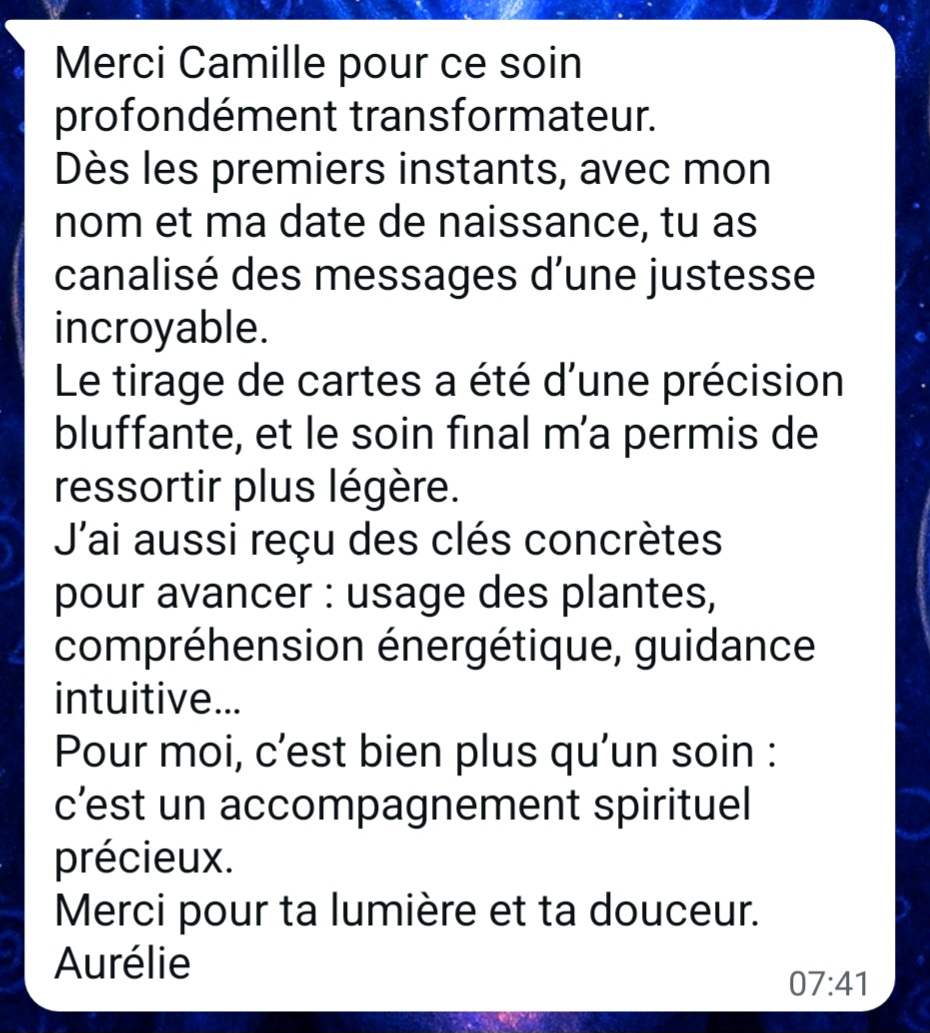 Merci Camille pour ce soin
profondément transformateur.
Dès les premiers instants, avec mon
nom et ma date de naissance, tu as
canalisé des messages d’une justesse
incroyable.
Le tirage de cartes a été d’une précision
bluffante, et le soin final m’a permis de
ressortir plus légère.
J’ai aussi reçu des clés concrètes
pour avancer : usage des plantes,
compréhension énergétique, guidance
intuitive…
Pour moi, c’est bien plus qu’un soin :
c’est un accompagnement spirituel
précieux.
Merci pour ta lumière et ta douceur.
Aurélie
07:41